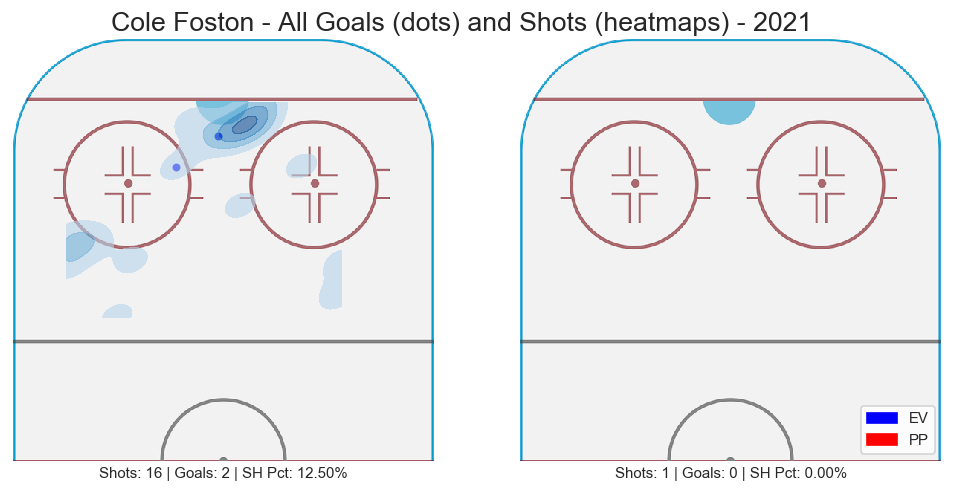 Cole Foston - All Goals (dots) and Shots (heatmaps) - 2021
EV
PP
Shots: 16 | Goals: 2 | SH Pct: 12.50%
Shots: 1 | Goals: 0 | SH Pct: 0.00%